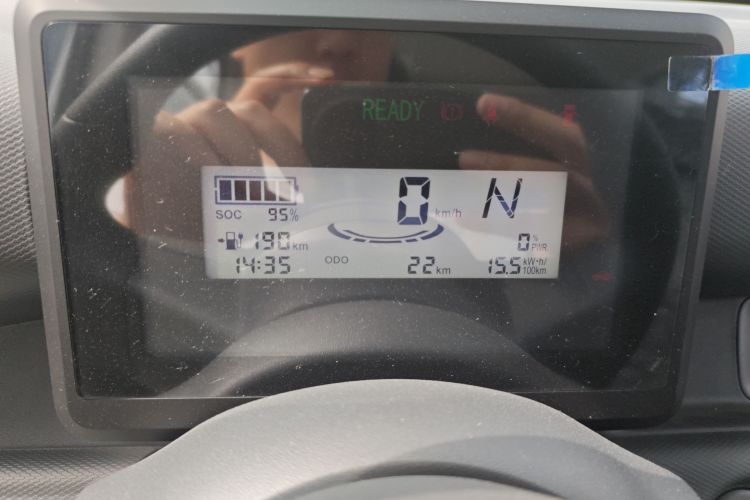 READY
0 km/h N
SOC 95%
190 km
0 % PWR
14:35 ODO 22 km 15.5 kW·h/100km